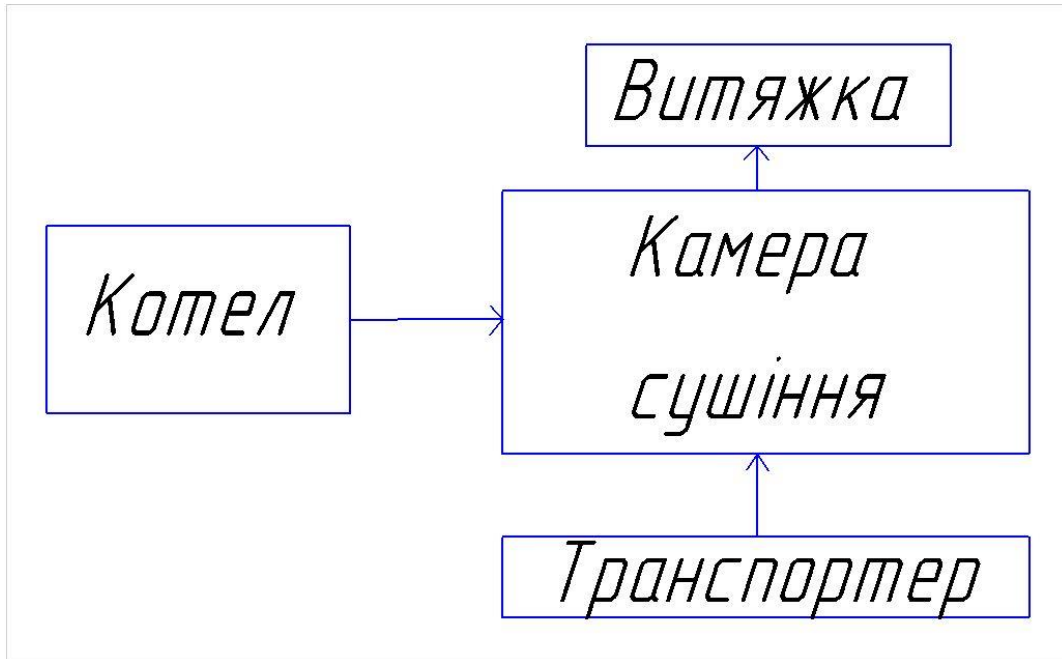 Витяжка
Котел
Камера
сушіння
Транспортер